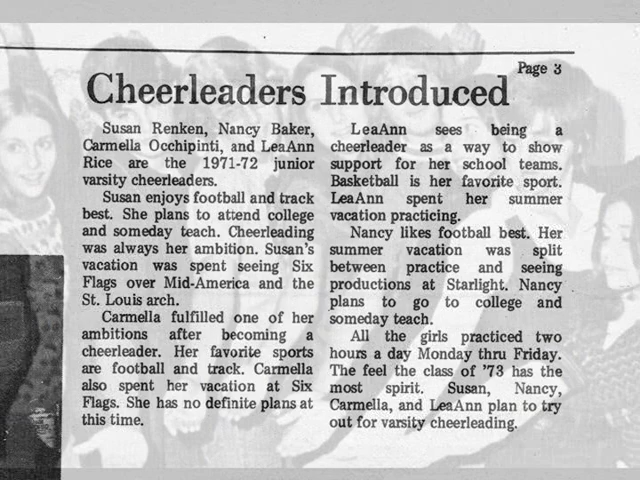 Page 3
Cheerleaders Introduced
Susan Renken, Nancy Baker,
Carmella Occhipinti, and LeaAnn
Rice are the 1971-72 junior
varsity cheerleaders.
Susan enjoys football and track
best. She plans to attend college
and someday teach. Cheerleading
was always her ambition. Susan's
vacation was spent seeing Six
Flags over Mid-America and the
St. Louis arch.
Carmella fulfilled one of her
ambitions after becoming a
cheerleader. Her favorite sports
are football and track. Carmella
also spent her vacation at Six
Flags. She has no definite plans at
this time.
LeaAnn sees being a
cheerleader as a way to show
support for her school teams.
Basketball is her favorite sport.
LeaAnn spent her summer
vacation practicing.
Nancy likes football best. Her
summer vacation was split
between practice and seeing
productions at Starlight. Nancy
plans to go to college and
someday teach.
All the girls practiced two
hours a day Monday thru Friday.
The feel the class of '73 has the
most spirit. Susan, Nancy,
Carmella, and LeaAnn plan to try
out for varsity cheerleading.